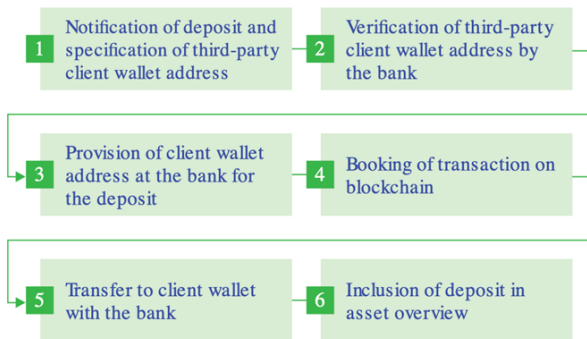 1
Notification of deposit and
specification of third-party
client wallet address
2
Verification of third-party
client wallet address by
the bank
3
Provision of client wallet
address at the bank for
the deposit
4
Booking of transaction on
blockchain
5
Transfer to client wallet
with the bank
6
Inclusion of deposit in
asset overview